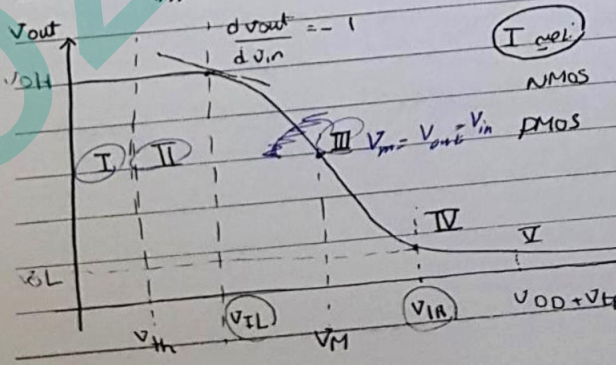 Vout
dvout = - 1
dvin
I
VOH
NMOS
I II III Vm = Vout = Vin PMOS
IV
V
VOL
Vth VIL VM VIH VDD + Vt